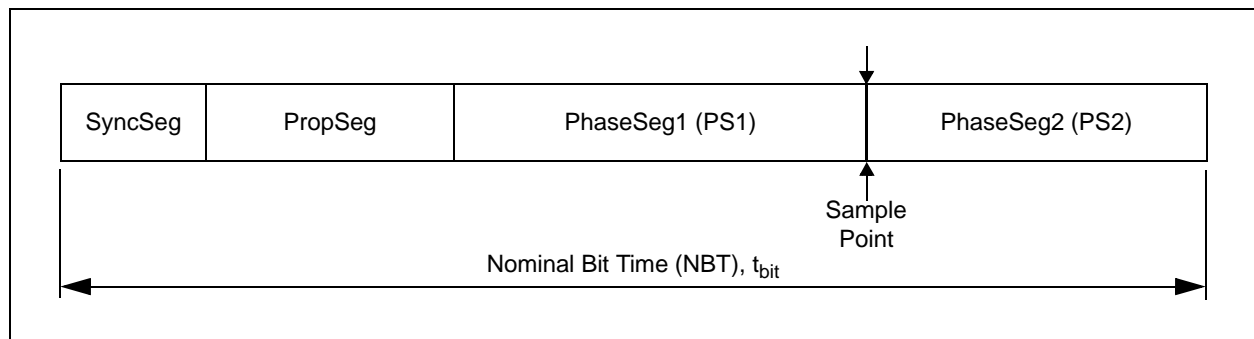 SyncSeg
PropSeg
PhaseSeg1 (PS1)
PhaseSeg2 (PS2)
Sample
Point
Nominal Bit Time (NBT), tbit